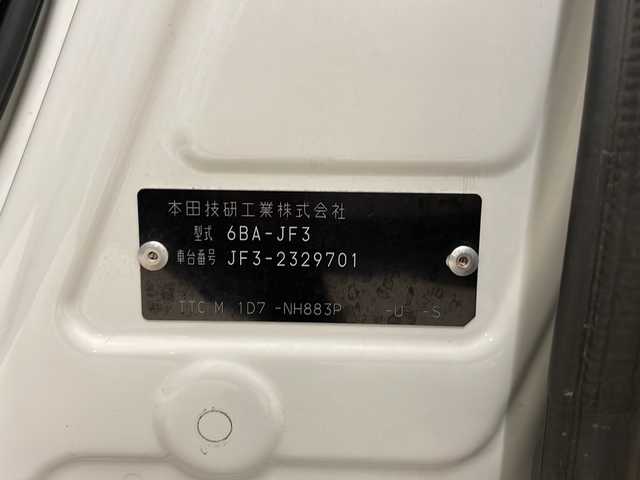 本田技研工業株式会社
型式 6BA-JF3
車台番号 JF3-2329701
TTC M 1D7 -NH883P -U -S